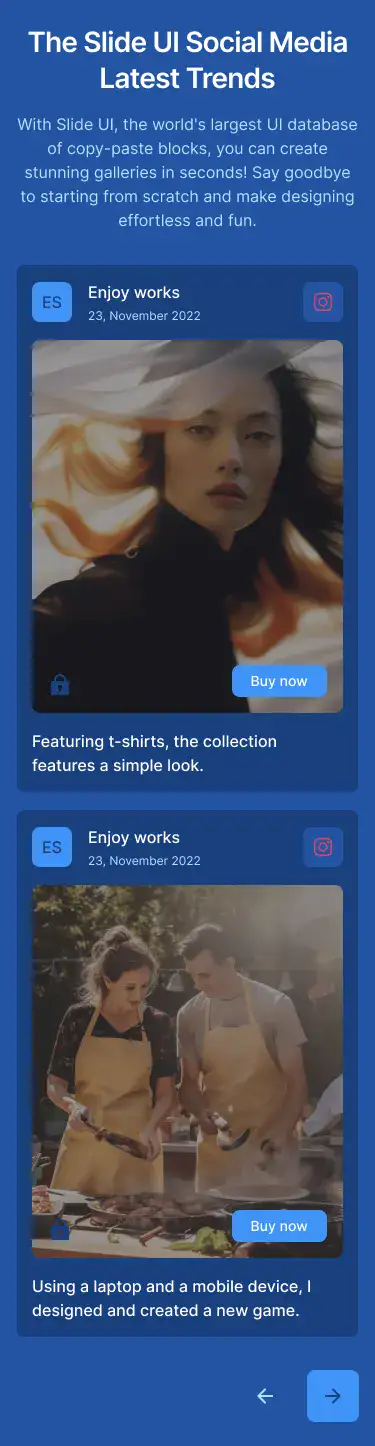 The Slide UI Social Media
Latest Trends
With Slide UI, the world's largest UI database
of copy-paste blocks, you can create
stunning galleries in seconds! Say goodbye
to starting from scratch and make designing
effortless and fun.
ES
Enjoy works
23, November 2022
Buy now
Featuring t-shirts, the collection
features a simple look.
ES
Enjoy works
23, November 2022
Buy now
Using a laptop and a mobile device, I
designed and created a new game.